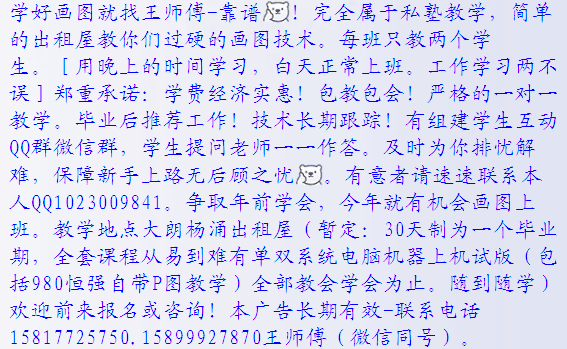 学好画图就找王师傅-靠谱！完全属于私塾教学，简单
的出租屋教你们过硬的画图技术。每班只教两个学
生。[用晚上的时间学习，白天正常上班。工作学习两不
误]郑重承诺：学费经济实惠！包教包会！严格的一对一
教学。毕业后推荐工作！技术长期跟踪！有组建学生互动
QQ群微信群，学生提问老师一一作答。及时为你排忧解
难，保障新手上路无后顾之忧。有意者请速速联系本
人QQ1023009841。争取年前学会，今年就有机会画图上
班。教学地点大朗杨涌出租屋（暂定：30天制为一个毕业
期，全套课程从易到难有单双系统电脑机器上机试版（包
括980恒强自带P图教学）全部教会学会为止。随到随学）
欢迎前来报名或咨询！本广告长期有效-联系电话
15817725750.15899927870王师傅（微信同号）。